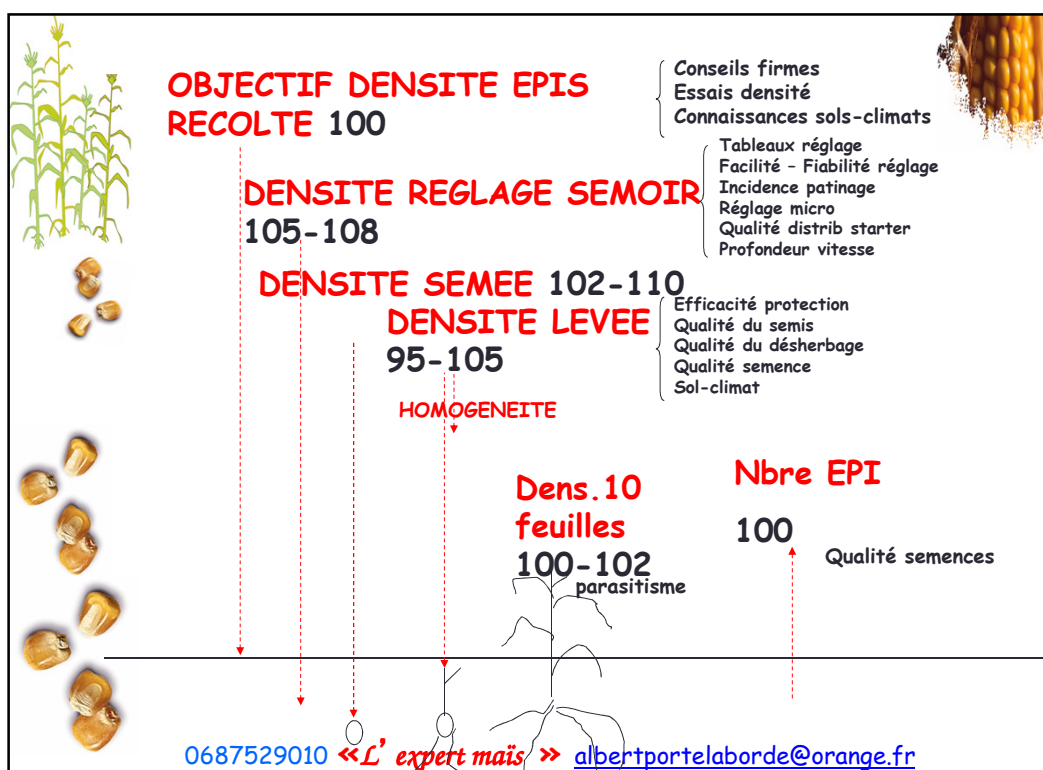 OBJECTIF DENSITE EPIS
RECOLTE 100
Conseils firmes
Essais densité
Connaissances sols-climats
DENSITE REGLAGE SEMOIR
105-108
Tableaux réglage
Facilité – Fiabilité réglage
Incidence patinage
Réglage micro
Qualité distrib starter
Profondeur vitesse
DENSITE SEMEE 102-110
DENSITE LEVEE
95-105
Efficacité protection
Qualité du semis
Qualité du désherbage
Qualité semence
Sol-climat
HOMOGENEITE
Dens.10
feuilles
100-102
parasitisme
Nbre EPI
100
Qualité semences
0687529010 «L’ expert maïs » albertportelaborde@orange.fr